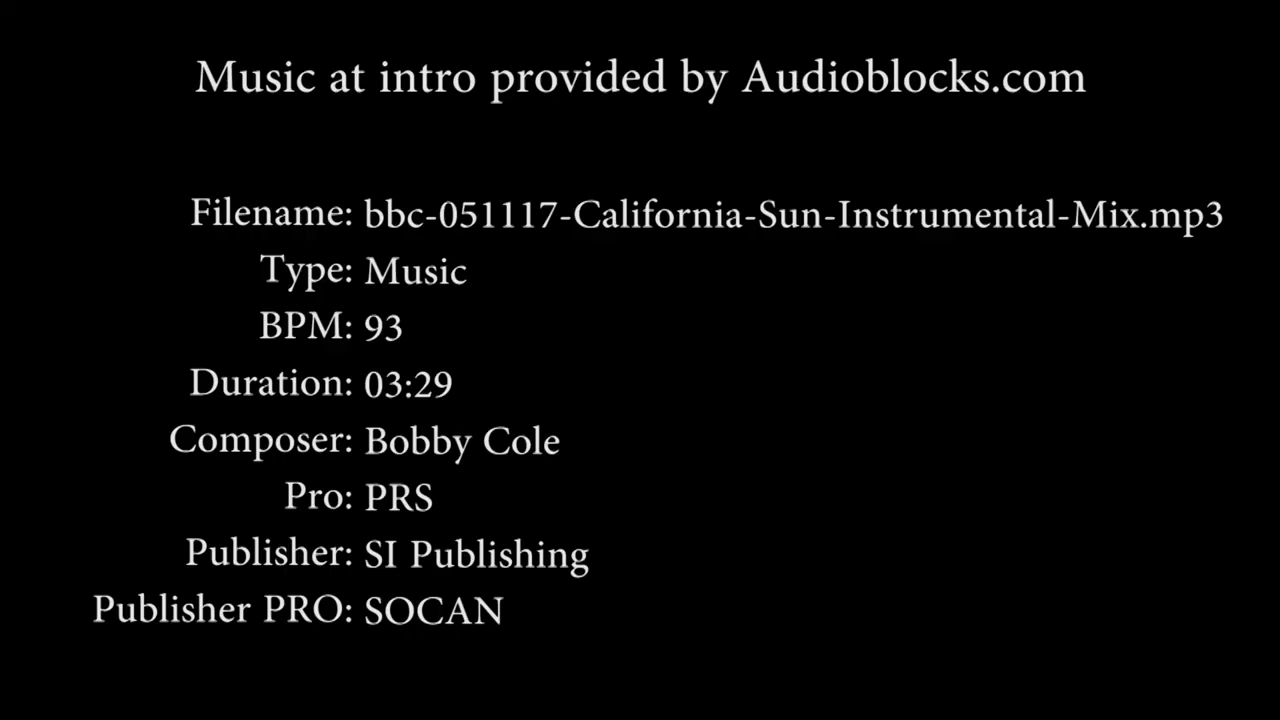 Music at intro provided by Audioblocks.com
Filename: bbc-051117-California-Sun-Instrumental-Mix.mp3
Type: Music
BPM: 93
Duration: 03:29
Composer: Bobby Cole
Pro: PRS
Publisher: SI Publishing
Publisher PRO: SOCAN